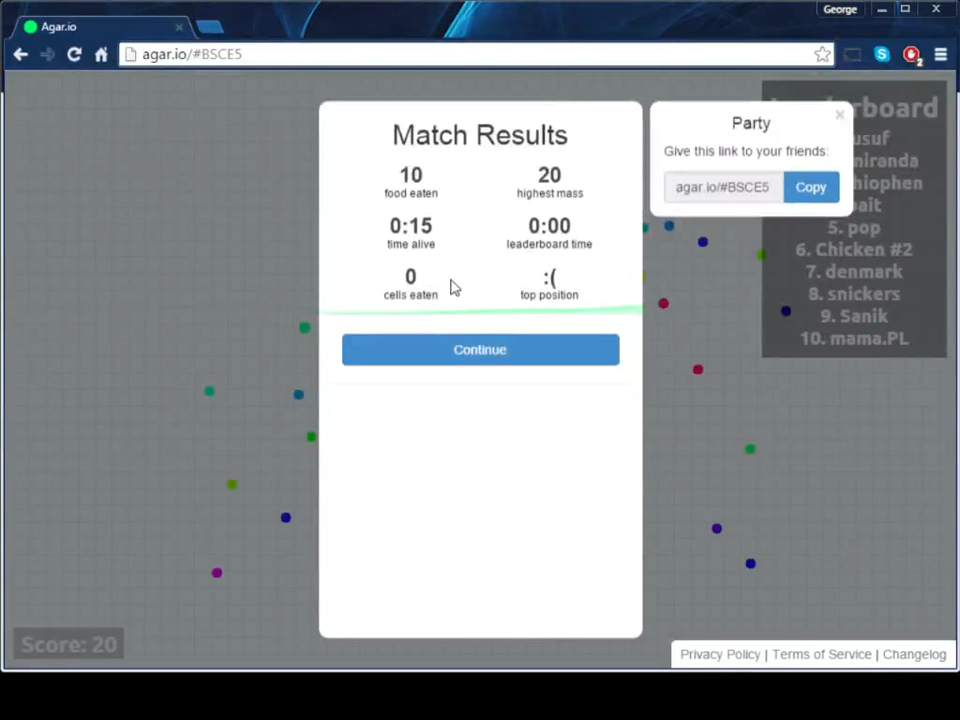 George
Agar.io
agar.io/#BSCE5
2
Match Results
10
food eaten
20
highest mass
0:15
time alive
0:00
leaderboard time
0
cells eaten
:(
top position
Continue
Party
×
Give this link to your friends:
agar.io/#BSCE5
Copy
5. pop
6. Chicken #2
7. denmark
8. snickers
9. Sanik
10. mama.PL
Score: 20
Privacy Policy | Terms of Service | Changelog